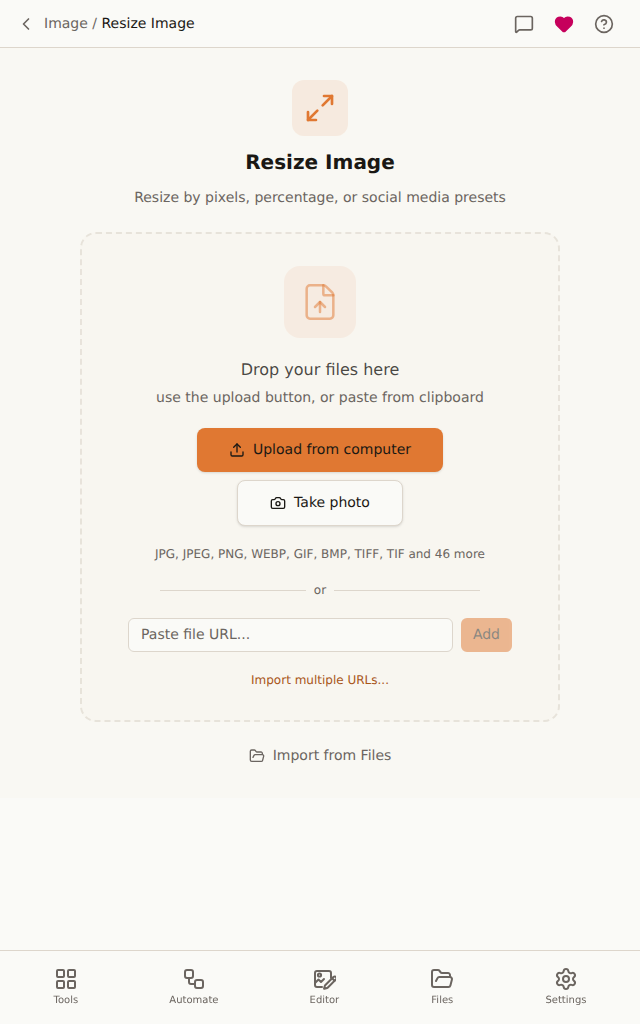 Image / Resize Image
Resize Image
Resize by pixels, percentage, or social media presets
Drop your files here
use the upload button, or paste from clipboard
Upload from computer
Take photo
JPG, JPEG, PNG, WEBP, GIF, BMP, TIFF, TIF and 46 more
or
Paste file URL...
Add
Import multiple URLs...
Import from Files
Tools
Automate
Editor
Files
Settings